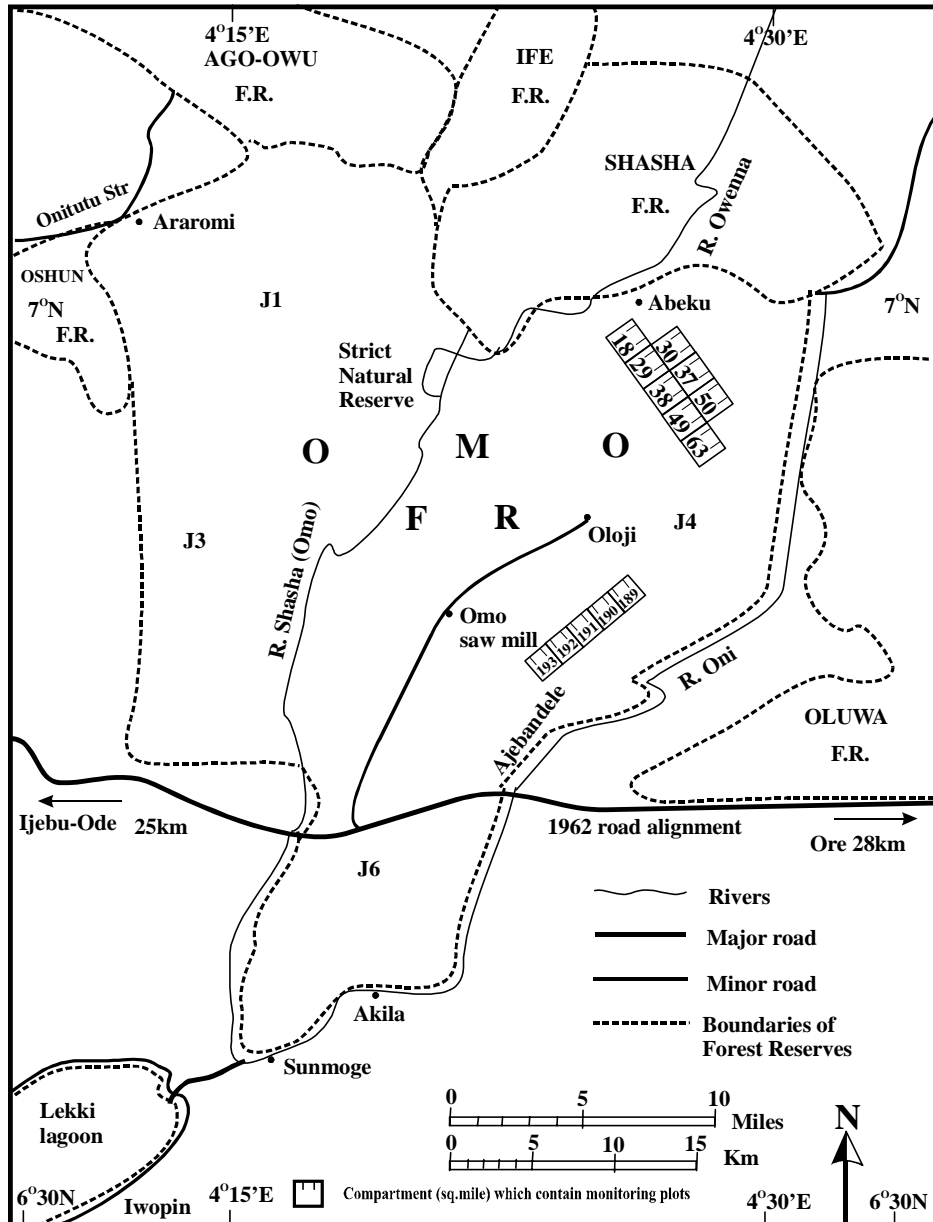 4°15'E
4°30'E
AGO-OWU
F.R.
IFE
F.R.
SHASHA
F.R.
R. Owenna
Onitutu Str
Araromi
OSHUN
7°N
F.R.
J1
Abeku
7°N
Strict
Natural
Reserve
18
29
38
49
63
30
37
50
O M O
F R
J3
R. Shasha (Omo)
Oloji
J4
Omo
saw mill
193
192
191
190
189
Ajebandele
R. Oni
OLUWA
F.R.
Ijebu-Ode 25km
1962 road alignment
Ore 28km
J6
Rivers
Major road
Minor road
Boundaries of
Forest Reserves
Akila
Sunmoge
Lekki
lagoon
0 5 10
Miles
0 5 10 15
Km
N
6°30N
Iwopin
4°15'E
Compartment (sq.mile) which contain monitoring plots
4°30'E
6°30N